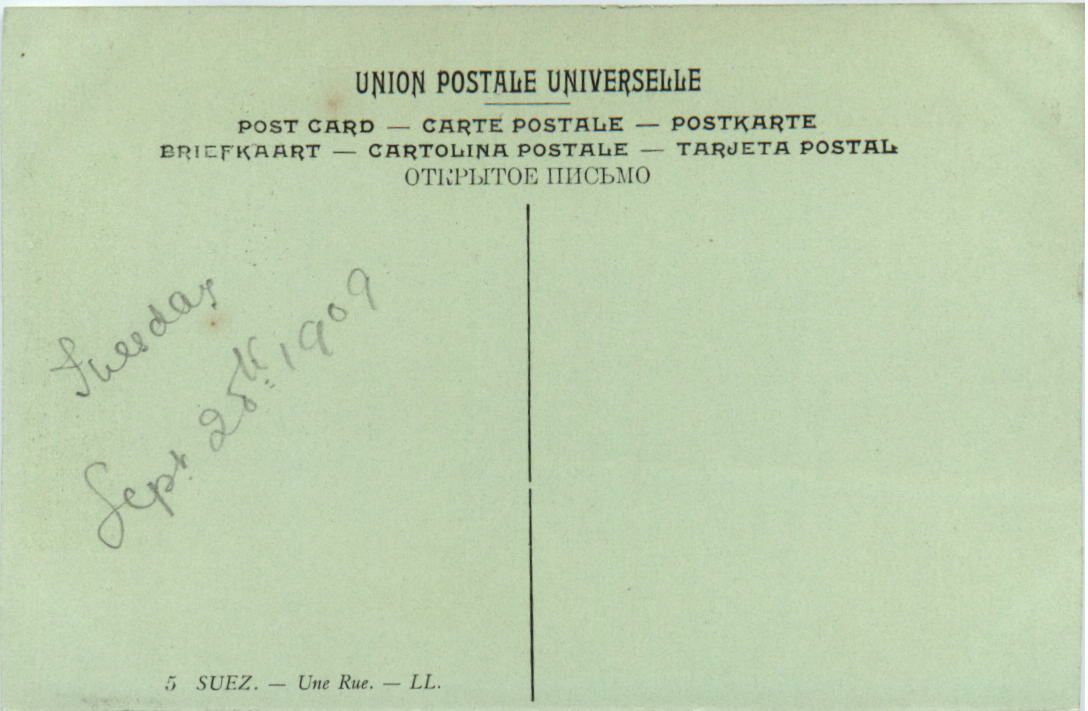 UNION POSTALE UNIVERSELLE
POST CARD — CARTE POSTALE — POSTKARTE
BRIEFKAART — CARTOLINA POSTALE — TARJETA POSTAL
ОТКРЫТОЕ ПИСЬМО
Tuesday
Sept. 28th. 1909
5 SUEZ. — Une Rue. — LL.